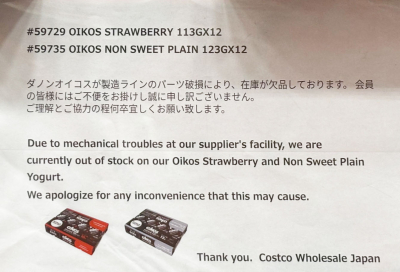 #59729 OIKOS STRAWBERRY 113GX12
#59735 OIKOS NON SWEET PLAIN 123GX12
ダノンオイコスが製造ラインのパーツ破損により、在庫が欠品しております。 会員
の皆様にはご不便をお掛けし誠に申し訳ございません。
ご理解とご協力の程何卒宜しくお願い致します。
Due to mechanical troubles at our supplier's facility, we are
currently out of stock on our Oikos Strawberry and Non Sweet Plain
Yogurt.
We apologize for any inconvenience that this may cause.
Thank you. Costco Wholesale Japan